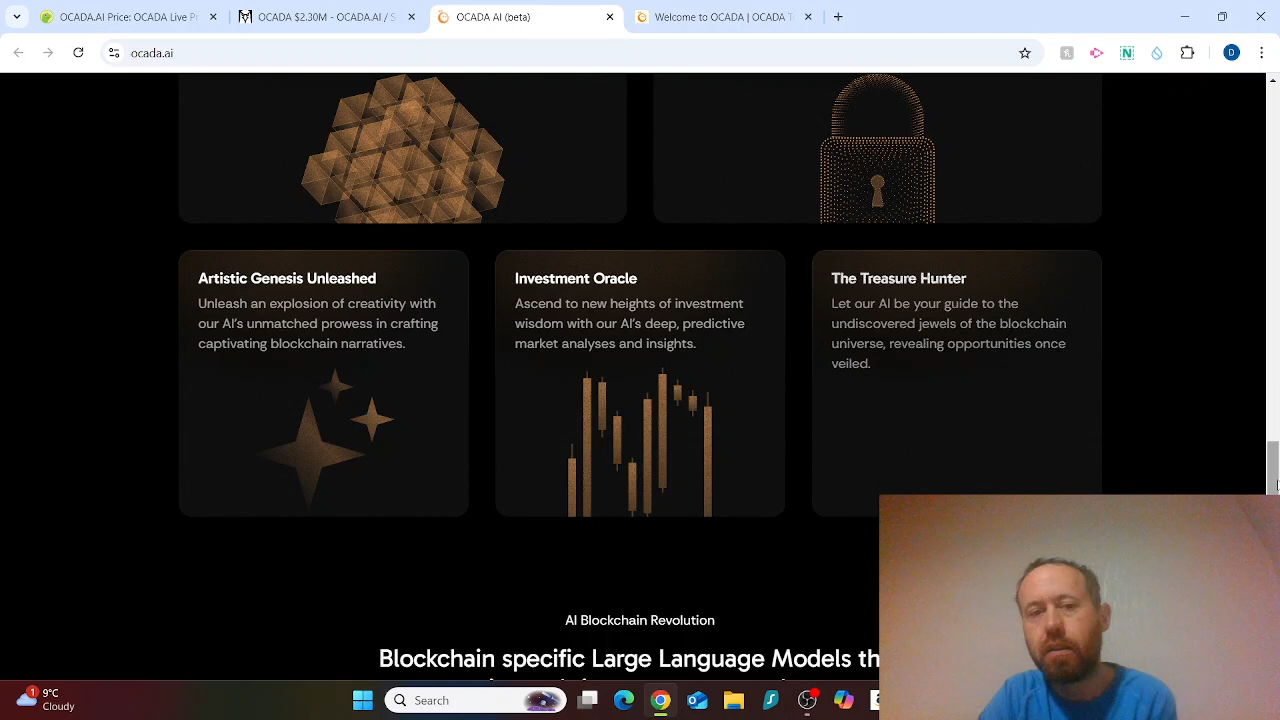 OCADA.AI Live P
OCADA $2.30M - OCADA.AI / S
OCADA AI (beta)
Welcome to OCADA | OCADA T
ocada.ai
N
D
Artistic Genesis Unleashed
Unleash an explosion of creativity with
our AI's unmatched prowess in crafting
captivating blockchain narratives.
Investment Oracle
Ascend to new heights of investment
wisdom with our AI's deep, predictive
market analyses and insights.
The Treasure Hunter
Let our AI be your guide to the
undiscovered jewels of the blockchain
universe, revealing opportunities once
veiled.
AI Blockchain Revolution
Blockchain specific Large Language Models th
1
9°C
Cloudy
Search